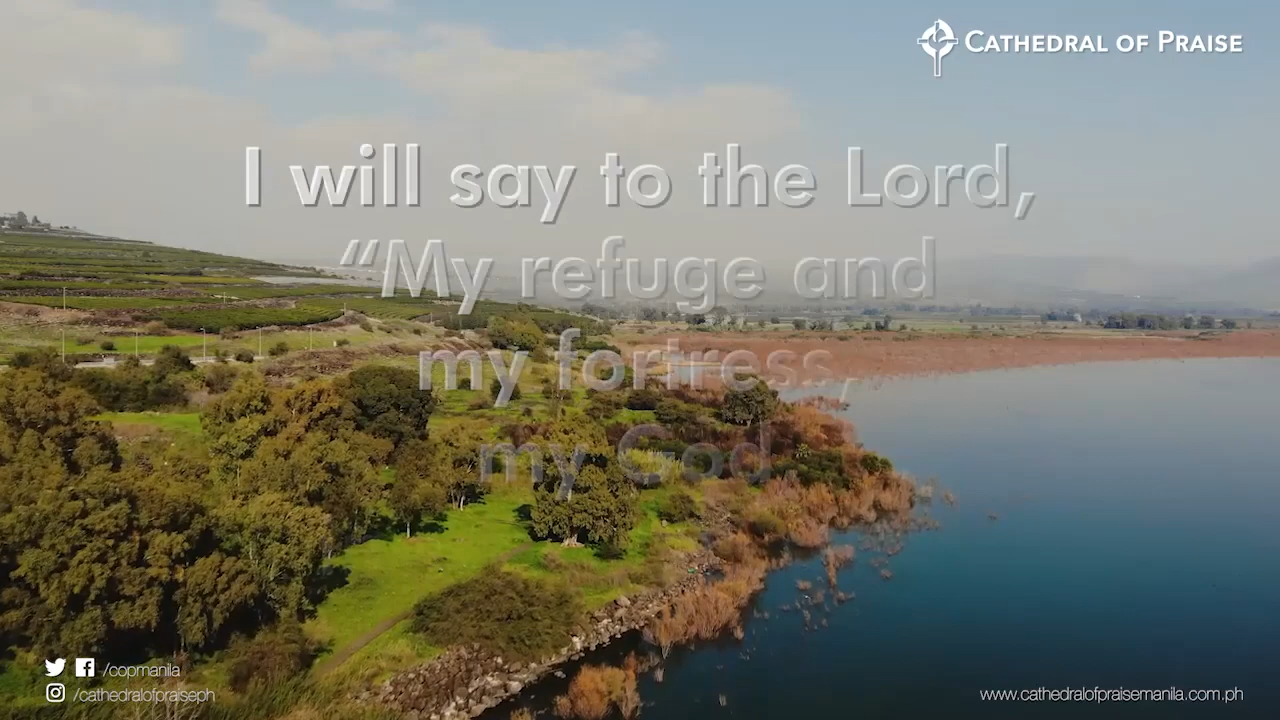 CATHEDRAL OF PRAISE
I will say to the Lord,
“My refuge and
my fortress,
my God,
/copmanila
/cathedralofpraiseph
www.cathedralofpraisemanila.com.ph